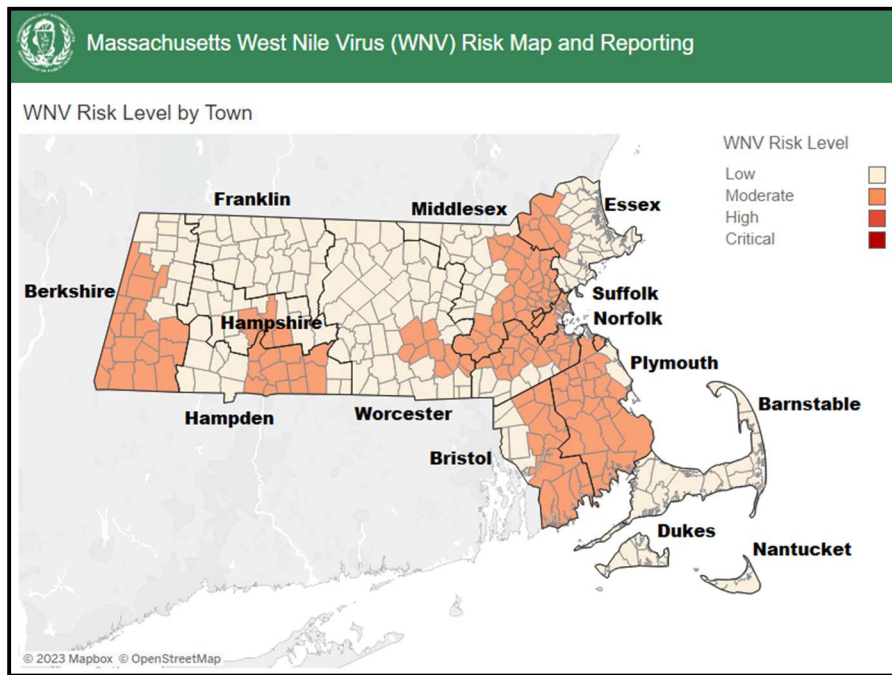 Massachusetts West Nile Virus (WNV) Risk Map and Reporting
WNV Risk Level by Town
WNV Risk Level
Low
Moderate
High
Critical
Franklin
Middlesex
Essex
Berkshire
Hampshire
Suffolk
Norfolk
Plymouth
Hampden
Worcester
Barnstable
Bristol
Dukes
Nantucket
© 2023 Mapbox © OpenStreetMap